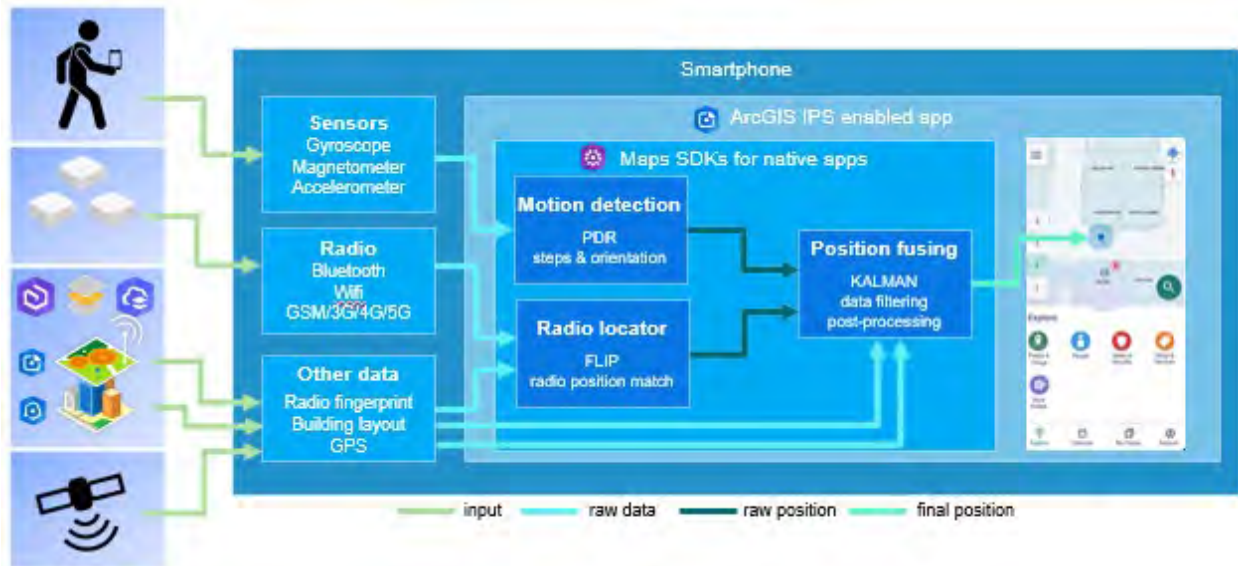 Smartphone
ArcGIS IPS enabled app
Maps SDKs for native apps
Sensors
Gyroscope
Magnetometer
Accelerometer
Radio
Bluetooth
Wifi
GSM/3G/4G/5G
Other data
Radio fingerprint
Building layout
GPS
Motion detection
PDR
steps & orientation
Radio locator
FLIP
radio position match
Position fusing
KALMAN
data filtering
post-processing
Explore
input
raw data
raw position
final position